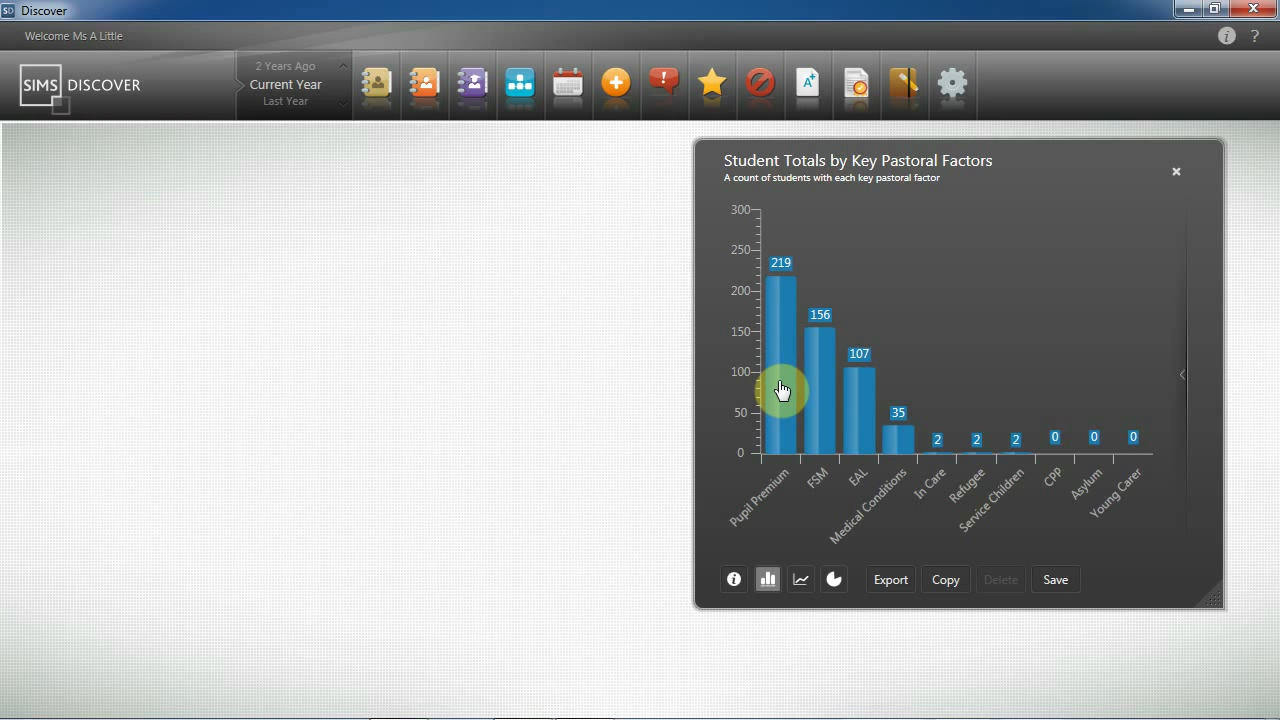 SD Discover
Welcome Ms A Little
i ?
SIMS DISCOVER
2 Years Ago
Current Year
Last Year
A+
Student Totals by Key Pastoral Factors
A count of students with each key pastoral factor
300
250
200
150
100
50
0
219
156
107
35
2
2
2
0
0
0
Pupil Premium
FSM
EAL
Medical Conditions
In Care
Refugee
Service Children
CPP
Asylum
Young Carer
Export Copy Delete Save